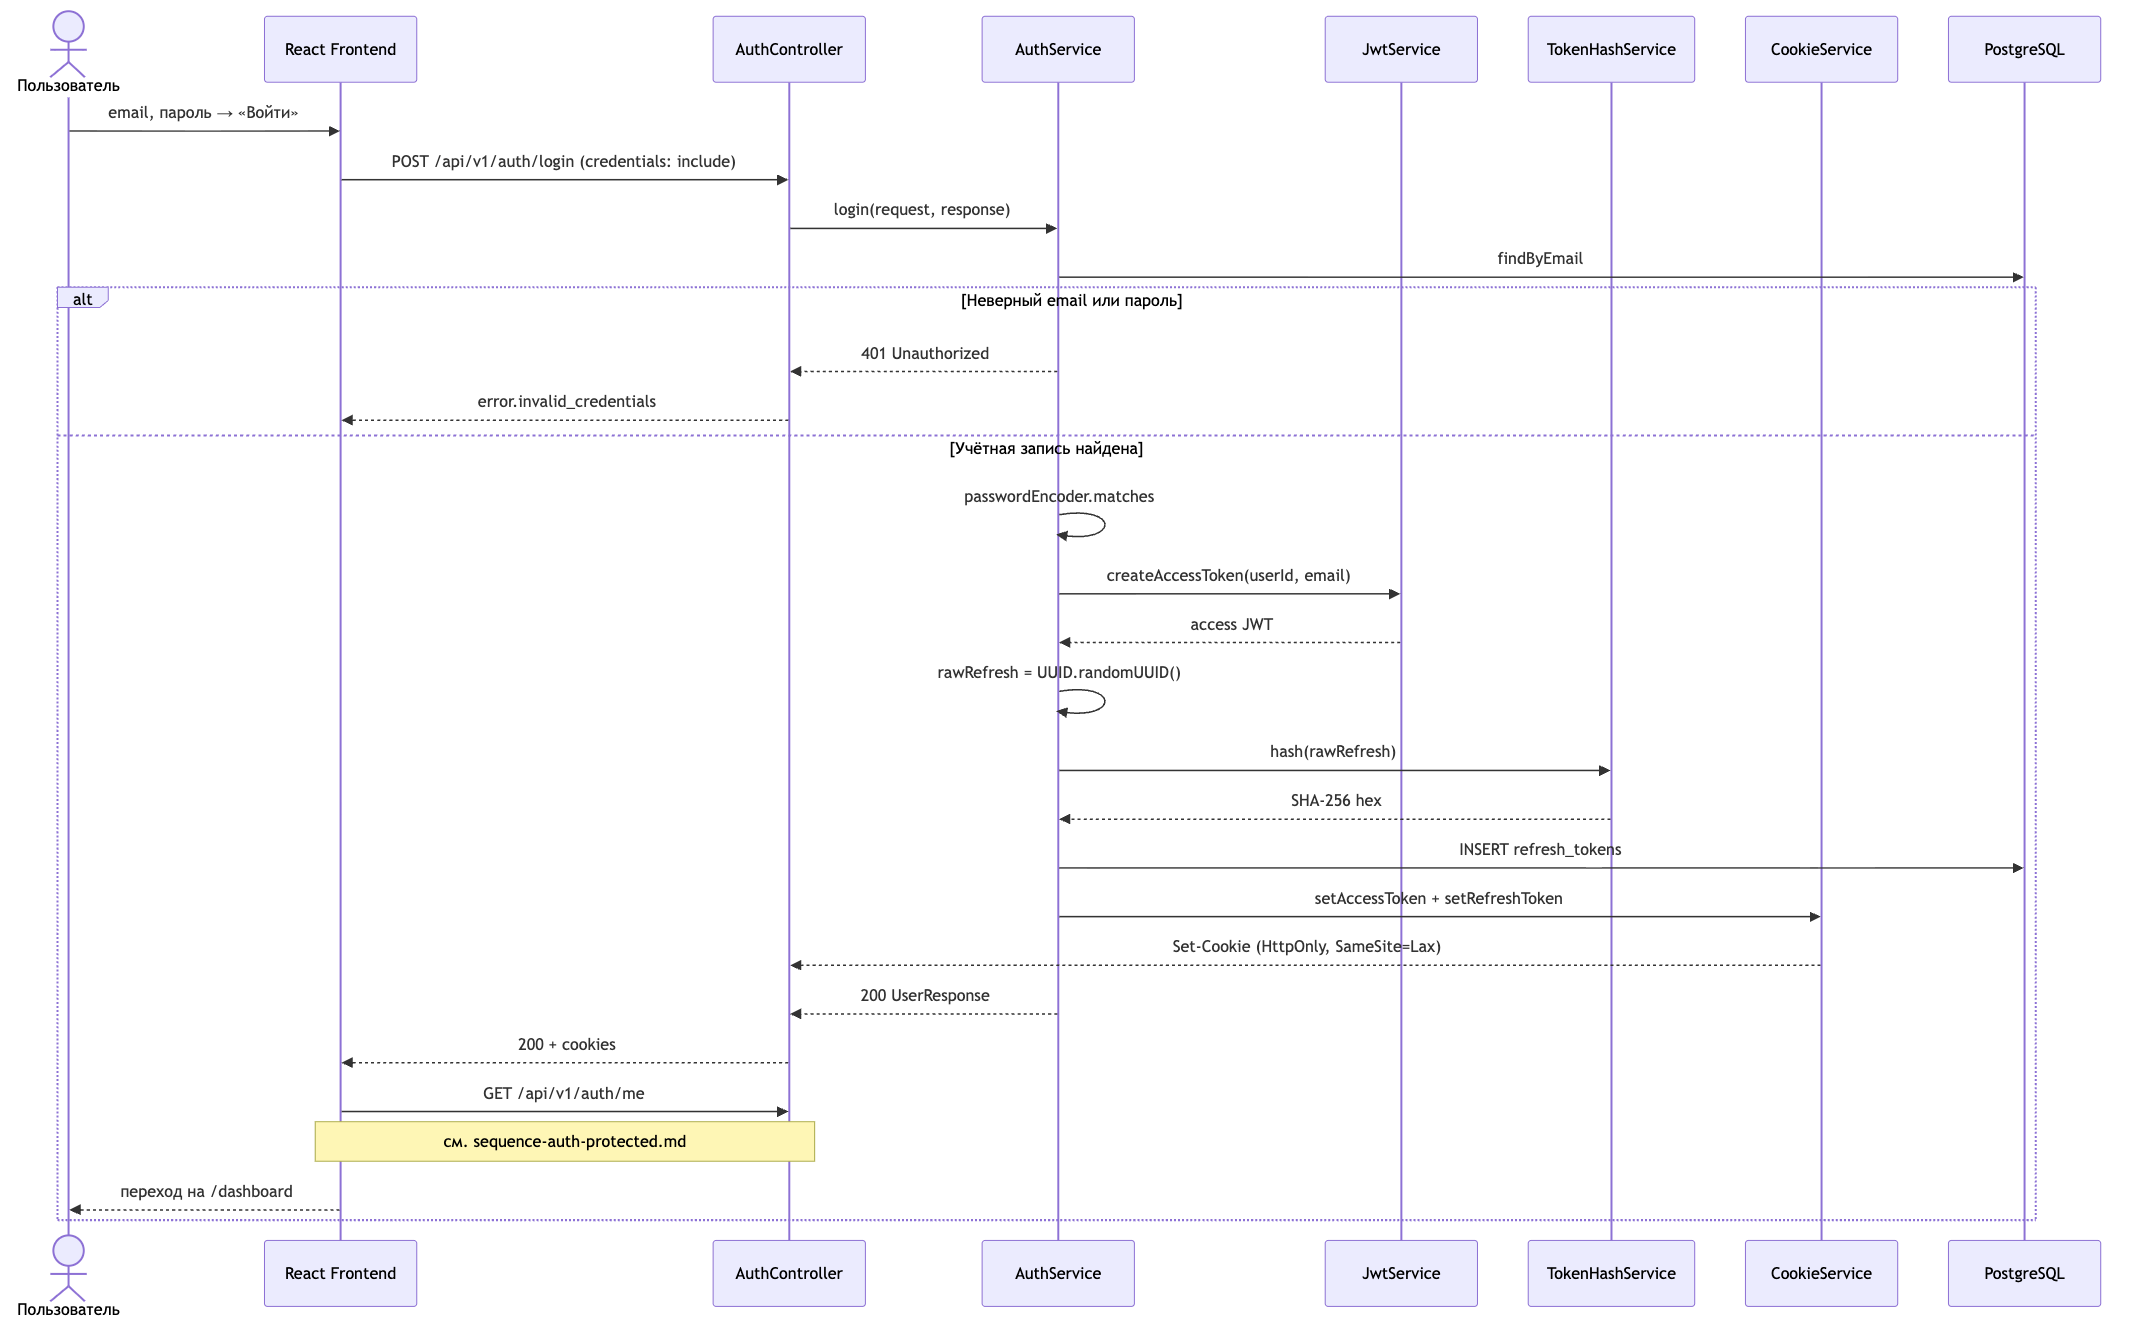 Пользователь
React Frontend
AuthController
AuthService
JwtService
TokenHashService
CookieService
PostgreSQL
email, пароль → «Войти»
POST /api/v1/auth/login (credentials: include)
login(request, response)
findByEmail
alt
[Неверный email или пароль]
401 Unauthorized
error.invalid_credentials
[Учётная запись найдена]
passwordEncoder.matches
createAccessToken(userId, email)
access JWT
rawRefresh = UUID.randomUUID()
hash(rawRefresh)
SHA-256 hex
INSERT refresh_tokens
setAccessToken + setRefreshToken
Set-Cookie (HttpOnly, SameSite=Lax)
200 UserResponse
200 + cookies
GET /api/v1/auth/me
см. sequence-auth-protected.md
переход на /dashboard
Пользователь
React Frontend
AuthController
AuthService
JwtService
TokenHashService
CookieService
PostgreSQL